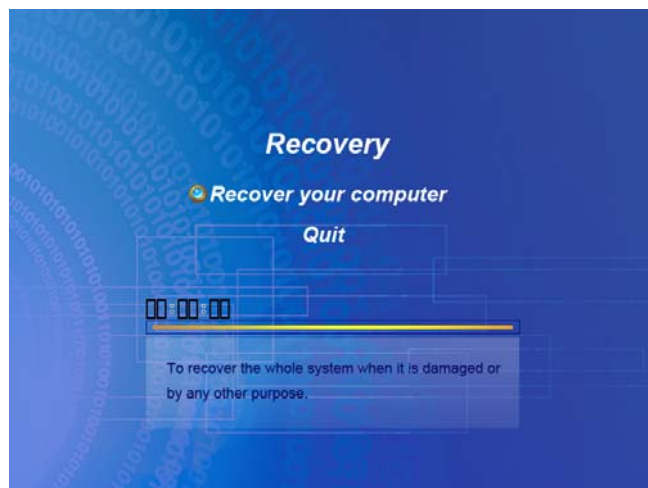 Recovery
Recover your computer
Quit
To recover the whole system when it is damaged or
by any other purpose.